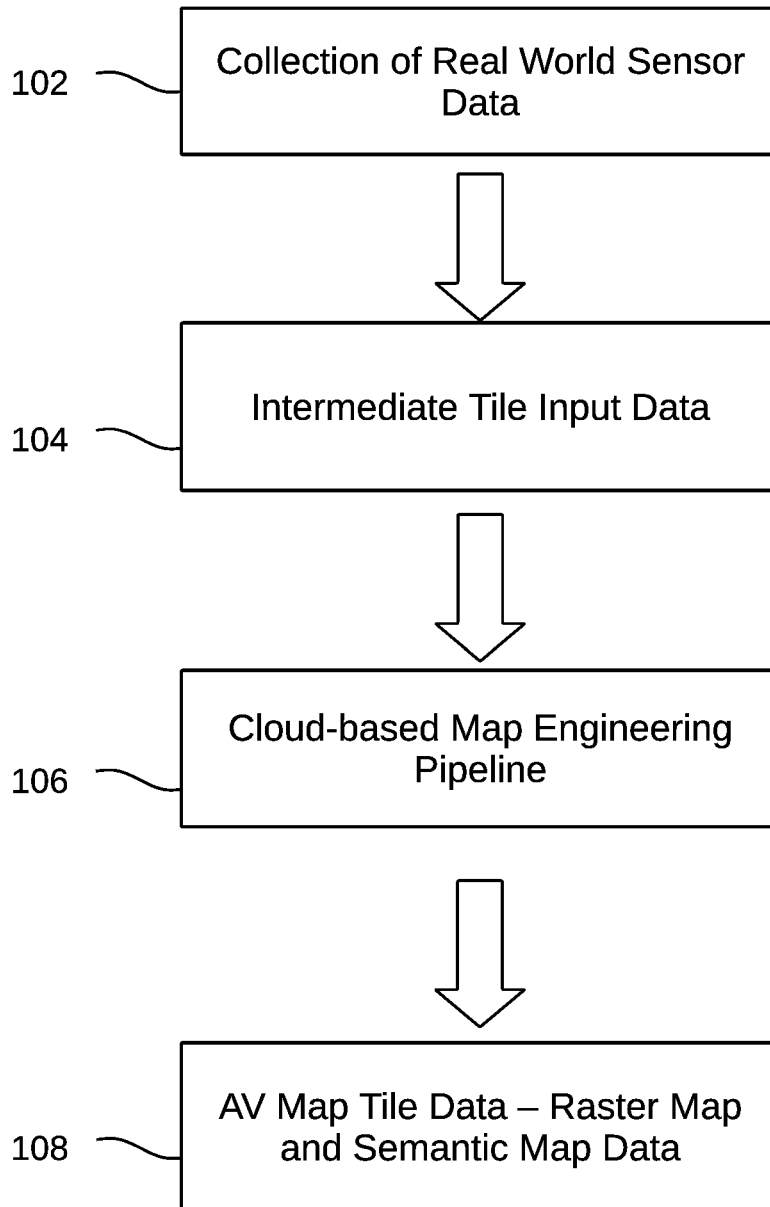 102
Collection of Real World Sensor
Data
104
Intermediate Tile Input Data
106
Cloud-based Map Engineering
Pipeline
108
AV Map Tile Data – Raster Map
and Semantic Map Data